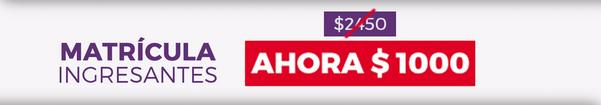 $2450
MATRÍCULA
INGRESANTES
AHORA $ 1000